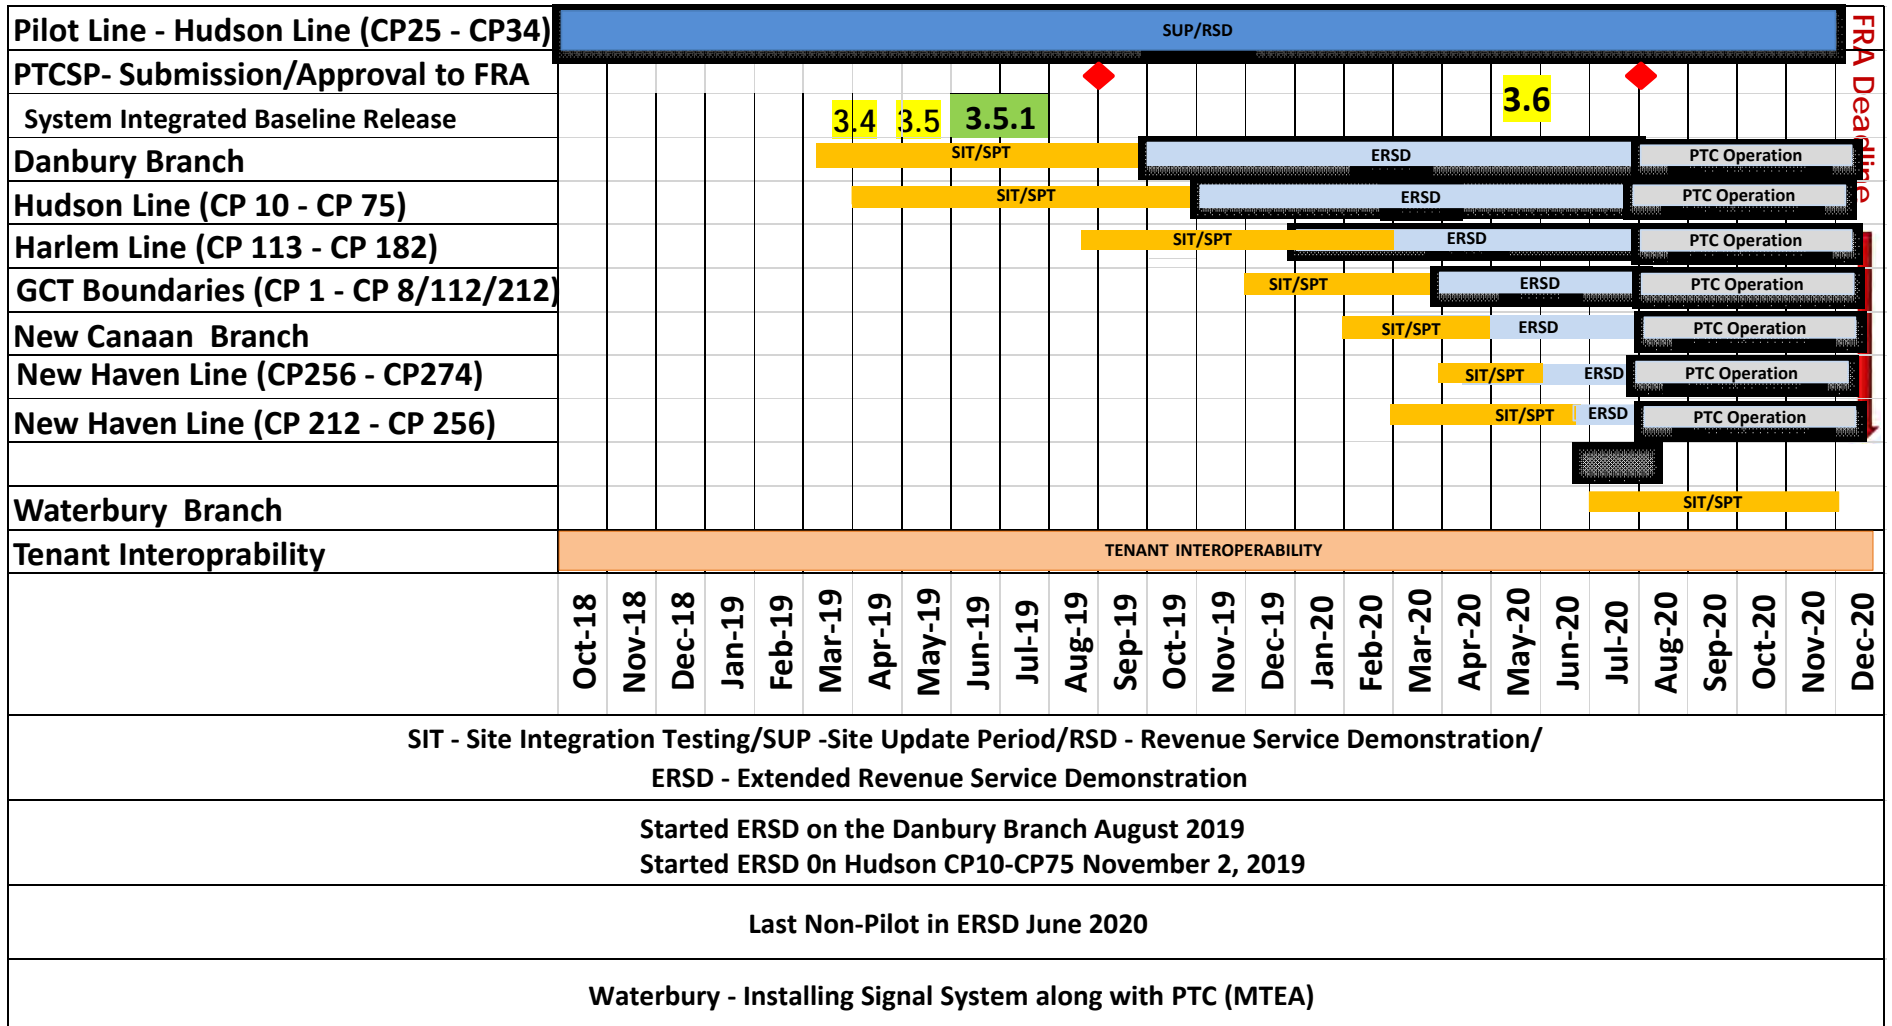 Pilot Line - Hudson Line (CP25 - CP34)
SUP/RSD
FRA Deadline
PTCSP- Submission/Approval to FRA
System Integrated Baseline Release
3.4
3.5
3.5.1
3.6
Danbury Branch
SIT/SPT
ERSD
PTC Operation
Hudson Line (CP 10 - CP 75)
SIT/SPT
ERSD
PTC Operation
Harlem Line (CP 113 - CP 182)
SIT/SPT
ERSD
PTC Operation
GCT Boundaries (CP 1 - CP 8/112/212)
SIT/SPT
ERSD
PTC Operation
New Canaan  Branch
SIT/SPT
ERSD
PTC Operation
New Haven Line (CP256 - CP274)
SIT/SPT
ERSD
PTC Operation
New Haven Line (CP 212 - CP 256)
SIT/SPT
ERSD
PTC Operation
Waterbury  Branch
SIT/SPT
Tenant Interoprability
TENANT INTEROPERABILITY
Oct-18
Nov-18
Dec-18
Jan-19
Feb-19
Mar-19
Apr-19
May-19
Jun-19
Jul-19
Aug-19
Sep-19
Oct-19
Nov-19
Dec-19
Jan-20
Feb-20
Mar-20
Apr-20
May-20
Jun-20
Jul-20
Aug-20
Sep-20
Oct-20
Nov-20
Dec-20
SIT - Site Integration Testing/SUP -Site Update Period/RSD - Revenue Service Demonstration/
ERSD - Extended Revenue Service Demonstration
Started ERSD on the Danbury Branch August 2019
Started ERSD 0n Hudson CP10-CP75 November 2, 2019
Last Non-Pilot in ERSD June 2020
Waterbury - Installing Signal System along with PTC (MTEA)